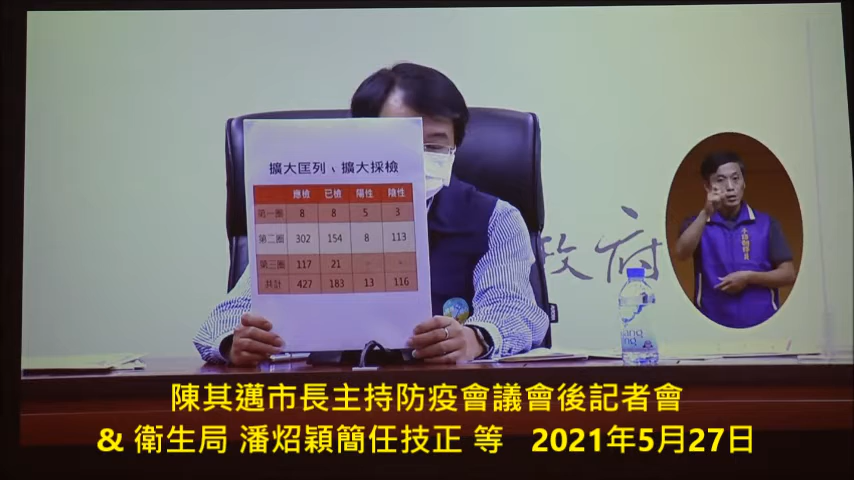 擴大匡列、擴大採檢
應檢 已檢 陽性 陰性
第一圈 8 8 5 3
第二圈 302 154 8 113
第三圈 117 21 - -
共計 427 183 13 116
政府
陳其邁市長主持防疫會議會後記者會
& 衛生局 潘炤穎簡任技正 等 2021年5月27日